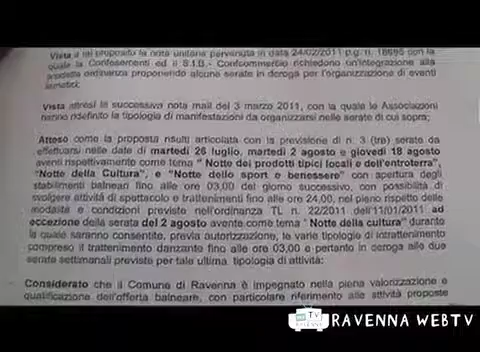 Vista a tal proposito la nota unitaria pervenuta in data 24/02/2011 p.g. n. 18695 con la
quale la Confesercenti ed il S.I.B.- Confcommercio richiedono un'integrazione alla
predetta ordinanza proponendo alcune serate in deroga per l'organizzazione di eventi
tematici;
Vista altresì la successiva nota mail del 3 marzo 2011, con la quale le Associazioni
hanno ridefinito la tipologia di manifestazioni da organizzarsi nelle serate di cui sopra;
Atteso come la proposta risulti articolata con la previsione di n. 3 (tre) serate da
effettuarsi nelle date di martedì 26 luglio, martedì 2 agosto e giovedì 18 agosto
aventi rispettivamente come tema " Notte dei prodotti tipici locali e dell'entroterra",
"Notte della Cultura", e "Notte dello sport e benessere" con apertura degli
stabilimenti balneari fino alle ore 03,00 del giorno successivo, con possibilità di
svolgere attività di spettacolo e trattenimenti fino alle ore 24,00, nel pieno rispetto delle
modalità e condizioni previste nell'ordinanza TL n. 22/2011 dell'11/01/2011 ad
eccezione della serata del 2 agosto avente come tema " Notte della cultura" durante
la quale saranno consentite, previa autorizzazione, le varie tipologie di intrattenimento
compreso il trattenimento danzante fino alle ore 03,00 e pertanto in deroga alle due
serate settimanali previste per tale ultima tipologia di attività:
Considerato che il Comune di Ravenna è impegnato nella piena valorizzazione e
qualificazione dell'offerta balneare, con particolare riferimento alle attività proposte
TV
RAVENNA WEBTV